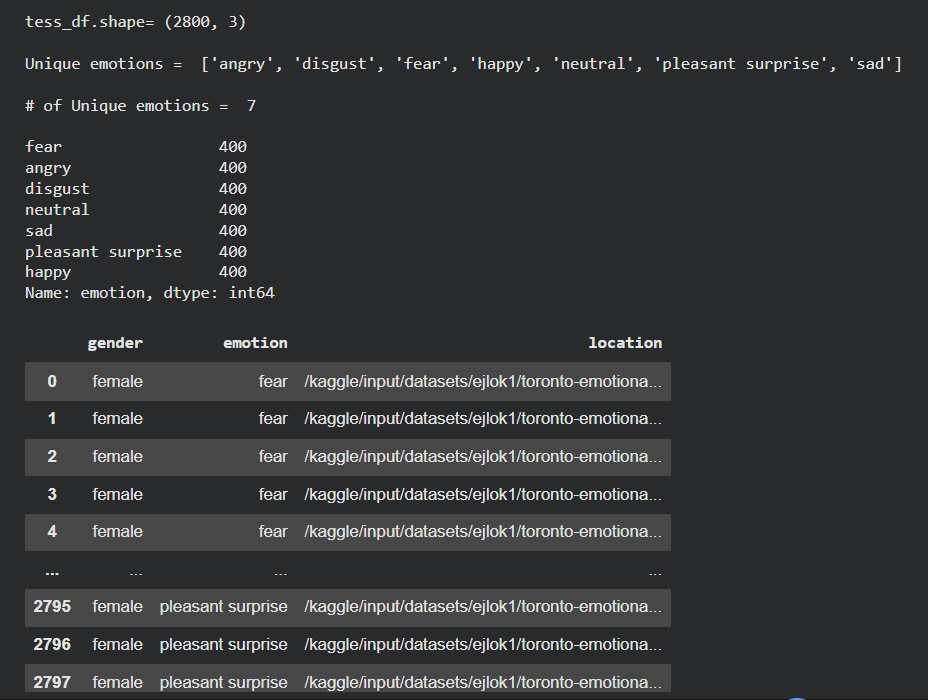 tess_df.shape= (2800, 3)
Unique emotions =  ['angry', 'disgust', 'fear', 'happy', 'neutral', 'pleasant surprise', 'sad']
# of Unique emotions =  7
fear                 400
angry                400
disgust              400
neutral              400
sad                  400
pleasant surprise    400
happy                400
Name: emotion, dtype: int64
gender emotion location
0 female fear /kaggle/input/datasets/ejlok1/toronto-emotiona...
1 female fear /kaggle/input/datasets/ejlok1/toronto-emotiona...
2 female fear /kaggle/input/datasets/ejlok1/toronto-emotiona...
3 female fear /kaggle/input/datasets/ejlok1/toronto-emotiona...
4 female fear /kaggle/input/datasets/ejlok1/toronto-emotiona...
... ... ... ...
2795 female pleasant surprise /kaggle/input/datasets/ejlok1/toronto-emotiona...
2796 female pleasant surprise /kaggle/input/datasets/ejlok1/toronto-emotiona...
2797 female pleasant surprise /kaggle/input/datasets/ejlok1/toronto-emotiona...